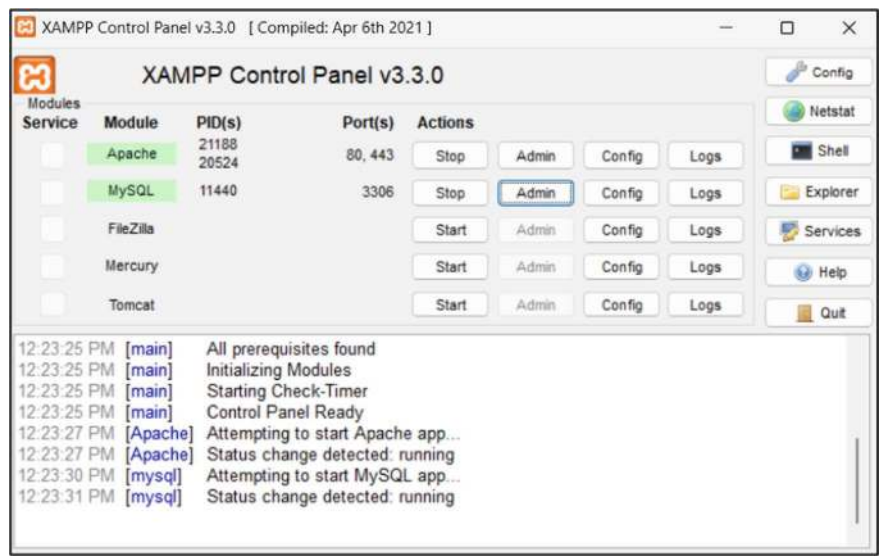 XAMPP Control Panel v3.3.0 [ Compiled: Apr 6th 2021 ]
XAMPP Control Panel v3.3.0
Config
Modules
Service Module PID(s) Port(s) Actions
Netstat
Apache 21188 20524 80, 443 Stop Admin Config Logs
Shell
MySQL 11440 3306 Stop Admin Config Logs
Explorer
FileZilla Start Admin Config Logs
Services
Mercury Start Admin Config Logs
Help
Tomcat Start Admin Config Logs
Quit
12:23:25 PM [main] All prerequisites found
12:23:25 PM [main] Initializing Modules
12:23:25 PM [main] Starting Check-Timer
12:23:25 PM [main] Control Panel Ready
12:23:27 PM [Apache] Attempting to start Apache app...
12:23:27 PM [Apache] Status change detected: running
12:23:30 PM [mysql] Attempting to start MySQL app...
12:23:31 PM [mysql] Status change detected: running